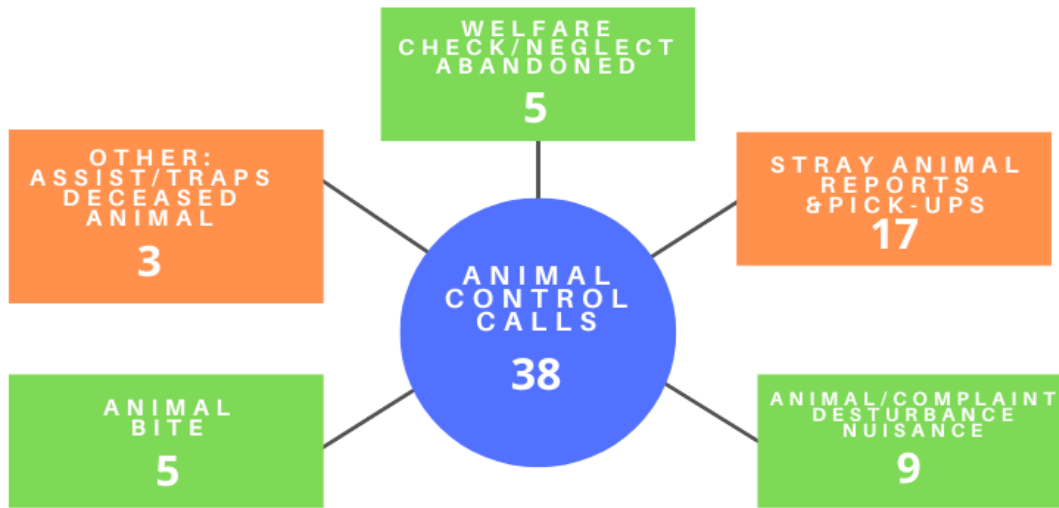 WELFARE
CHECK/NEGLECT
ABANDONED
5
OTHER:
ASSIST/TRAPS
DECEASED
ANIMAL
3
STRAY ANIMAL
REPORTS
&PICK-UPS
17
ANIMAL
CONTROL
CALLS
38
ANIMAL
BITE
5
ANIMAL/COMPLAINT
DESTURBANCE
NUISANCE
9